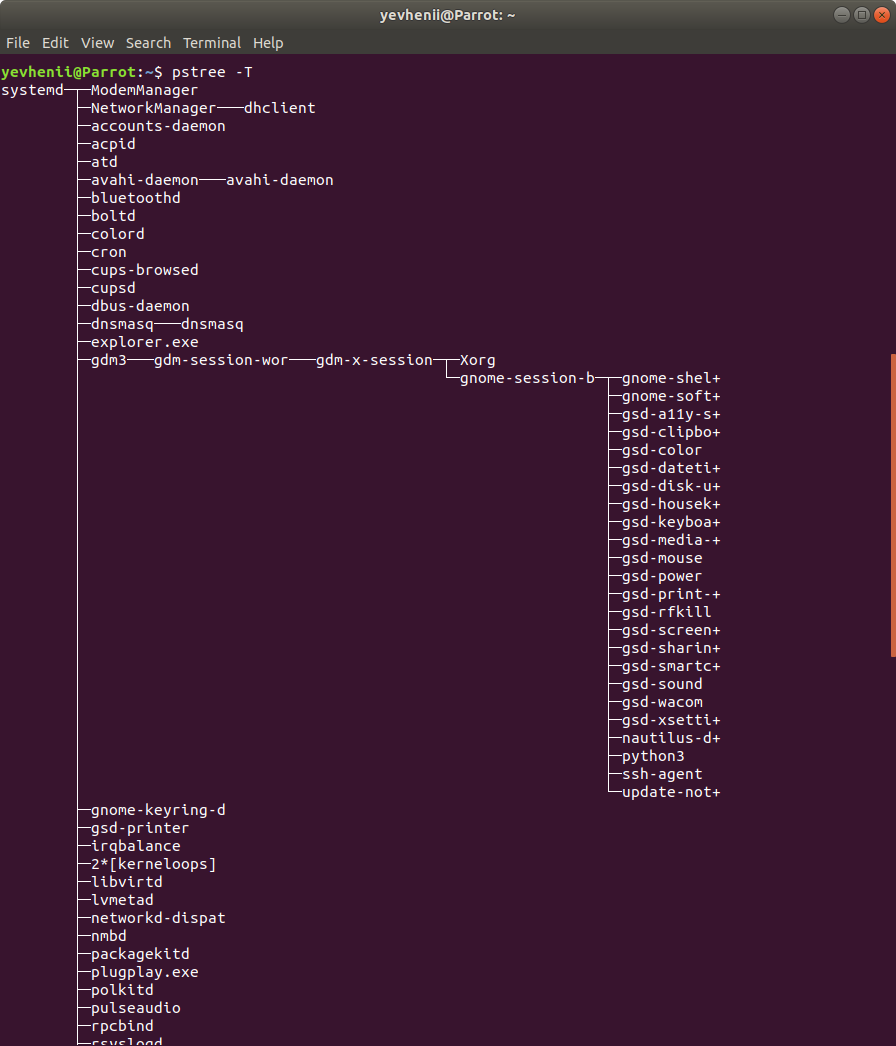 yevhenii@Parrot: ~
File Edit View Search Terminal Help
yevhenii@Parrot:~$ pstree -T
systemd─┬─ModemManager
        ├─NetworkManager───dhclient
        ├─accounts-daemon
        ├─acpid
        ├─atd
        ├─avahi-daemon───avahi-daemon
        ├─bluetoothd
        ├─boltd
        ├─colord
        ├─cron
        ├─cups-browsed
        ├─cupsd
        ├─dbus-daemon
        ├─dnsmasq───dnsmasq
        ├─explorer.exe
        ├─gdm3───gdm-session-wor───gdm-x-session─┬─Xorg
        │                                        └─gnome-session-b─┬─gnome-shel+
        │                                                          ├─gnome-soft+
        │                                                          ├─gsd-a11y-s+
        │                                                          ├─gsd-clipbo+
        │                                                          ├─gsd-color
        │                                                          ├─gsd-dateti+
        │                                                          ├─gsd-disk-u+
        │                                                          ├─gsd-housek+
        │                                                          ├─gsd-keyboa+
        │                                                          ├─gsd-media-+
        │                                                          ├─gsd-mouse
        │                                                          ├─gsd-power
        │                                                          ├─gsd-print-+
        │                                                          ├─gsd-rfkill
        │                                                          ├─gsd-screen+
        │                                                          ├─gsd-sharin+
        │                                                          ├─gsd-smartc+
        │                                                          ├─gsd-sound
        │                                                          ├─gsd-wacom
        │                                                          ├─gsd-xsetti+
        │                                                          ├─nautilus-d+
        │                                                          ├─python3
        │                                                          ├─ssh-agent
        │                                                          └─update-not+
        ├─gnome-keyring-d
        ├─gsd-printer
        ├─irqbalance
        ├─2*[kerneloops]
        ├─libvirtd
        ├─lvmetad
        ├─networkd-dispat
        ├─nmbd
        ├─packagekitd
        ├─plugplay.exe
        ├─polkitd
        ├─pulseaudio
        ├─rpcbind
        ├─rsyslogd